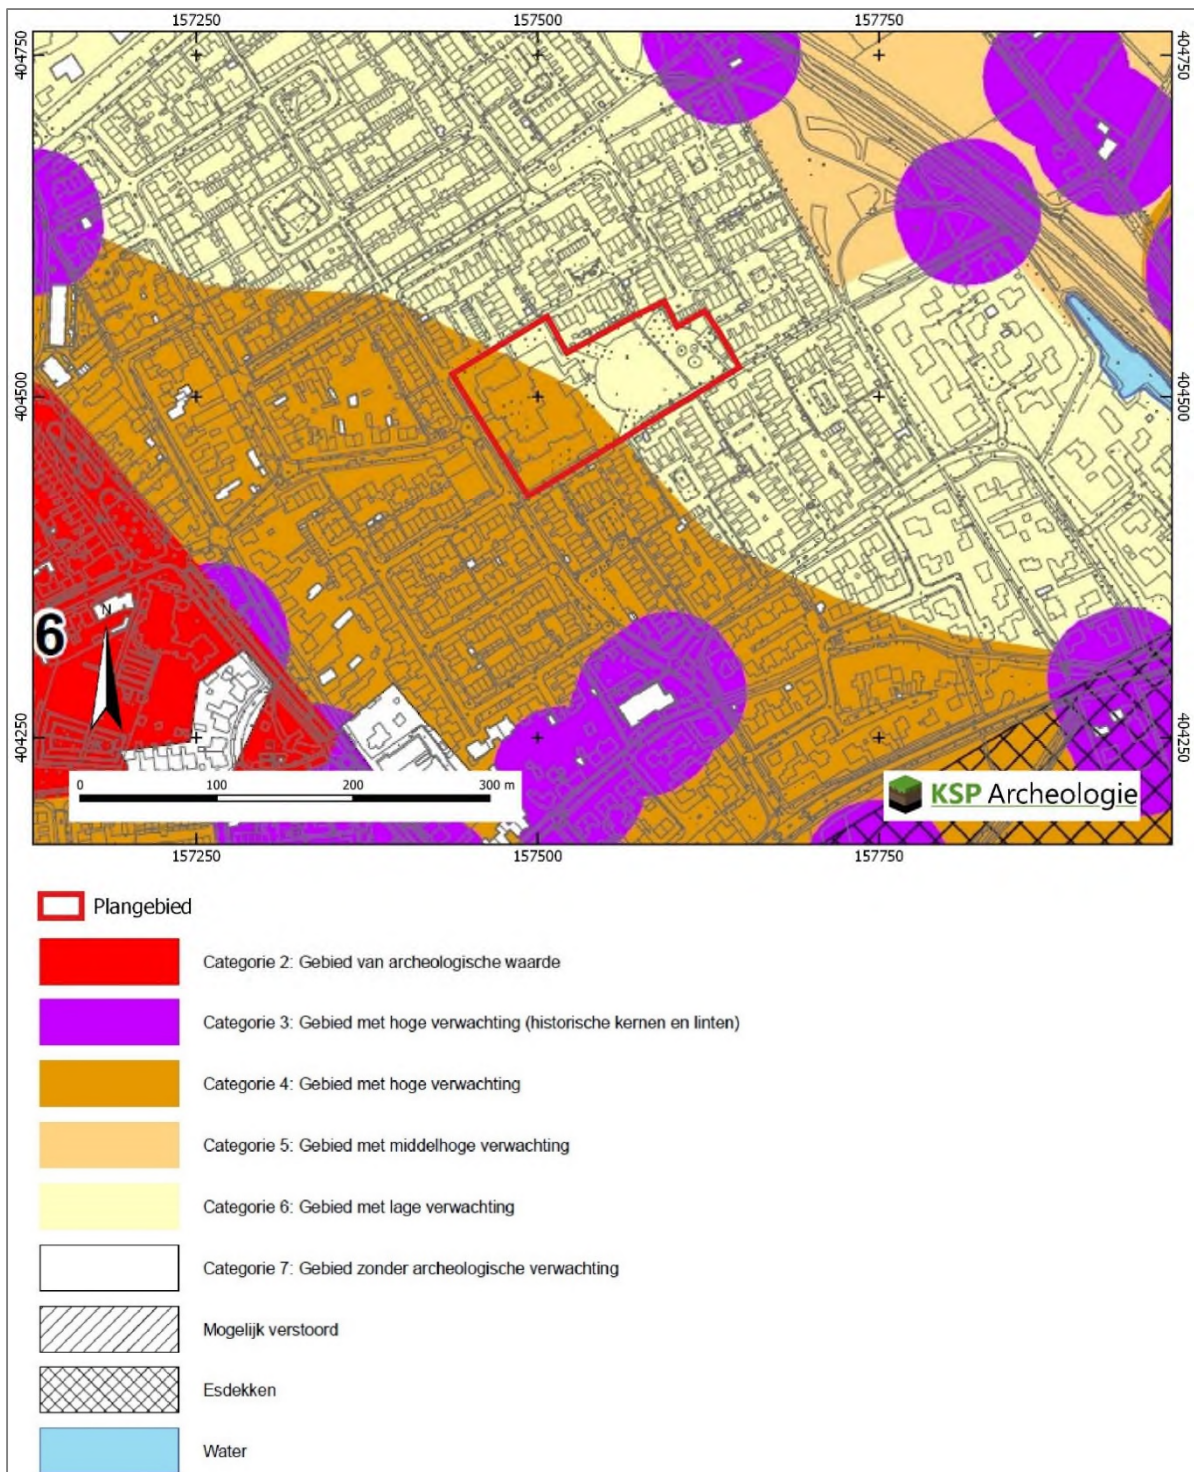 157250 157500 157750
404750 404750
404500 404500
6 N
404250 404250
0 100 200 300 m
KSP Archeologie
157250 157500 157750
Plangebied
Categorie 2: Gebied van archeologische waarde
Categorie 3: Gebied met hoge verwachting (historische kernen en linten)
Categorie 4: Gebied met hoge verwachting
Categorie 5: Gebied met middelhoge verwachting
Categorie 6: Gebied met lage verwachting
Categorie 7: Gebied zonder archeologische verwachting
Mogelijk verstoord
Esdekken
Water